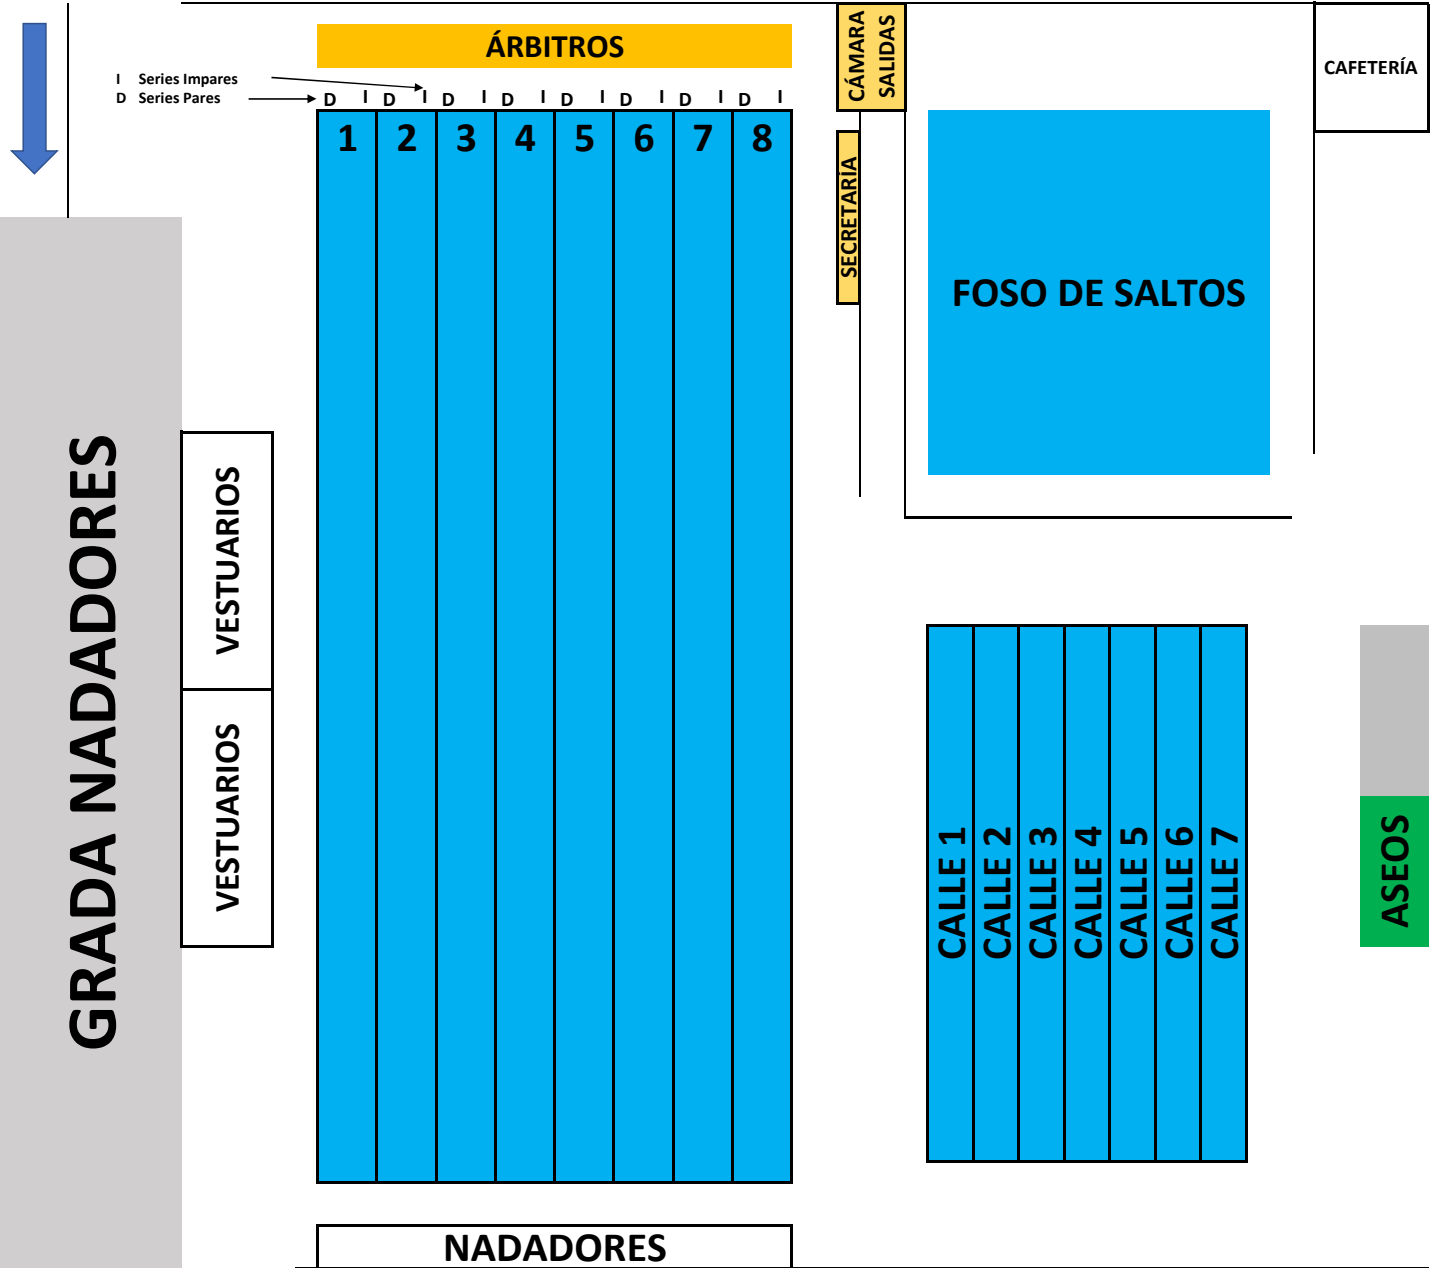 ÁRBITROS
CÁMARA
SALIDAS
CAFETERÍA
I Series Impares
D Series Pares
D I D I D I D I D I D I D I D I
1 2 3 4 5 6 7 8
SECRETARÍA
FOSO DE SALTOS
GRADA NADADORES
VESTUARIOS
VESTUARIOS
CALLE 1
CALLE 2
CALLE 3
CALLE 4
CALLE 5
CALLE 6
CALLE 7
ASEOS
NADADORES